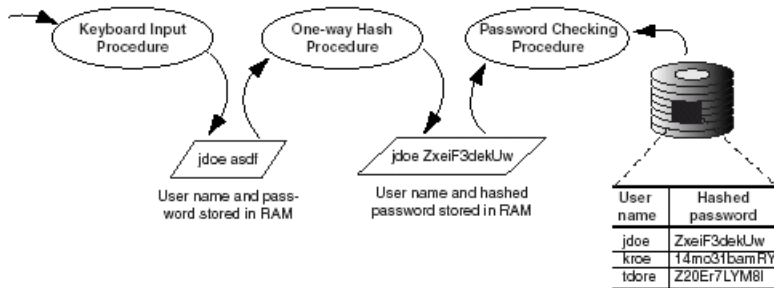 Keyboard Input
Procedure
One-way Hash
Procedure
Password Checking
Procedure
jdoe asdf
jdoe ZxeiF3dekUw
User name and pass-
word stored in RAM
User name and hashed
password stored in RAM
User name Hashed password
jdoe ZxeiF3dekUw
kroe 14mo31bamRY
tdore Z20Er7LYM8I